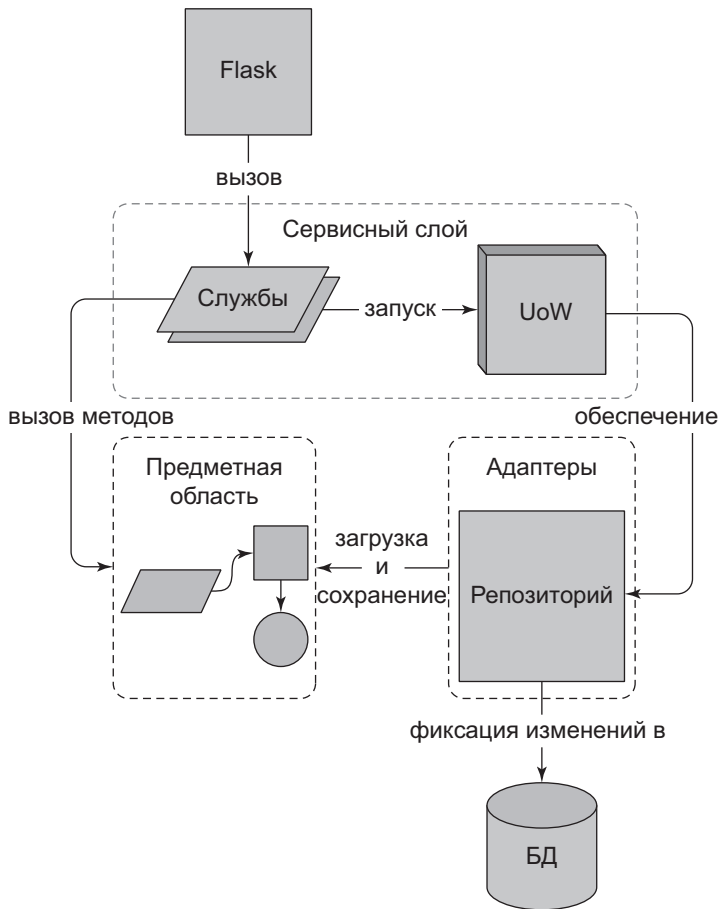 Flask
вызов
Сервисный слой
Службы
запуск
UoW
вызов методов
обеспечение
Предметная
область
Адаптеры
загрузка
и
сохранение
Репозиторий
фиксация изменений в
БД